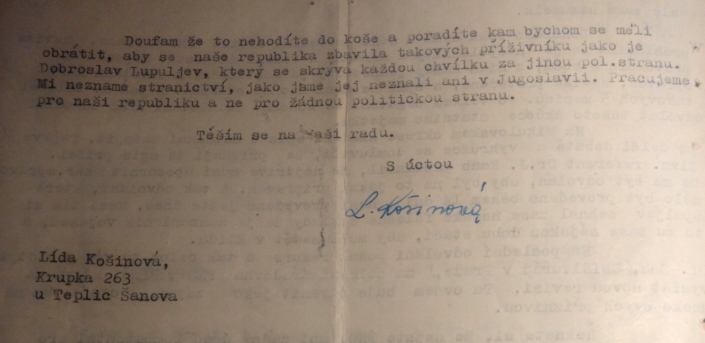 Doufam že to nehodíte do koše a poradíte kam bychom se měli
obrátit, aby se naše republika zbavila takových příživníku jako je
Dobroslav Lupuljev, který se skrýva každou chvílku za jinou pol.stranu.
Mi nezname stranictví, jako jsme jej neznali ani v Jugoslavii. Pracujeme
pro naši republiku a ne pro žádnou politickou stranu.
Těším se na Vaši radu.
S úctou
L. Košinová
Lída Košinová,
Krupka 263
u Teplic Šanova